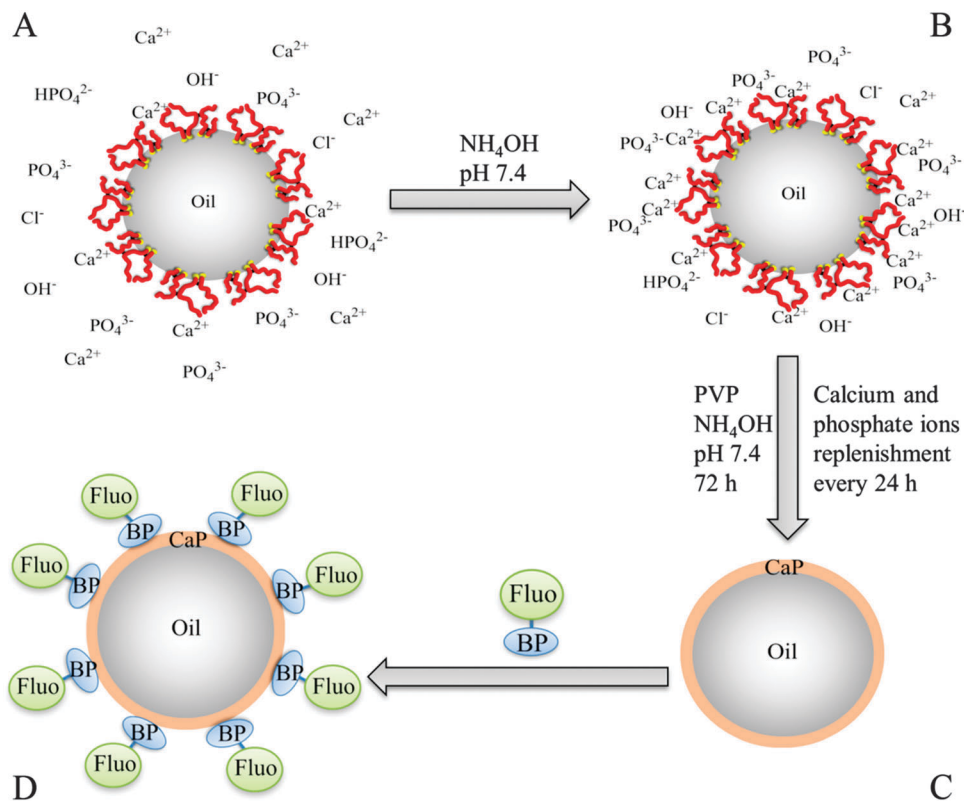 A
B
Ca²⁺
Ca²⁺
HPO₄²⁻
OH⁻
PO₄³⁻
Ca²⁺
Ca²⁺
Cl⁻
PO₄³⁻
Oil
Ca²⁺
Cl⁻
HPO₄²⁻
Ca²⁺
OH⁻
OH⁻
PO₄³⁻
Ca²⁺
PO₄³⁻
Ca²⁺
Ca²⁺
PO₄³⁻
NH₄OH
pH 7.4
PO₄³⁻
PO₄³⁻
Ca²⁺
Cl⁻
Ca²⁺
OH⁻
Ca²⁺
PO₄³⁻
Ca²⁺
Ca²⁺
PO₄³⁻
Ca²⁺
Oil
Ca²⁺
Ca²⁺
OH⁻
PO₄³⁻
Ca²⁺
Ca²⁺
Ca²⁺
HPO₄²⁻
PO₄³⁻
Ca²⁺
Ca²⁺
Cl⁻
OH⁻
PVP
NH₄OH
pH 7.4
72 h
Calcium and
phosphate ions
replenishment
every 24 h
Fluo
BP
Fluo
BP
CaP
Fluo
BP
Fluo
BP
Oil
Fluo
BP
Fluo
BP
Fluo
BP
Fluo
BP
Fluo
BP
CaP
Oil
D
C